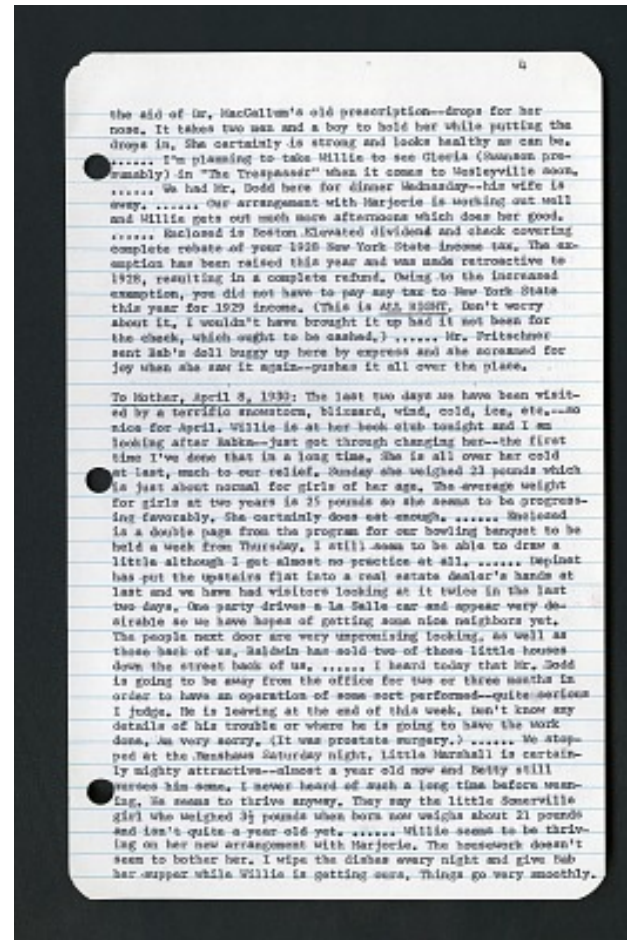 4
the aid of Dr. MacCallum's old prescription--drops for her
nose. It takes two men and a boy to hold her while putting the
drops in. She certainly is strong and looks healthy as can be.
...... I'm planning to take Willie to see Gloria (Swanson pre-
sumably) in "The Trespasser" when it comes to Wesleyville soon.
...... We had Mr. Dodd here for dinner Wednesday--his wife is
away. ...... Our arrangement with Marjorie is working out well
and Willie gets out much more afternoons which does her good.
...... Enclosed is Boston Elevated dividend and check covering
complete rebate of your 1928 New York State income tax. The ex-
emption has been raised this year and was made retroactive to
1928, resulting in a complete refund. Owing to the increased
exemption, you did not have to pay any tax to New York State
this year for 1929 income. (This is ALL RIGHT. Don't worry
about it. I wouldn't have brought it up had it not been for
the check, which ought to be cashed.) ...... Mr. Fritschner
sent Bab's doll buggy up here by express and she screamed for
joy when she saw it again--pushes it all over the place.
To Mother, April 8, 1930: The last two days we have been visit-
ed by a terrific snowstorm, blizzard, wind, cold, ice, etc.--so
nice for April. Willie is at her book club tonight and I am
looking after Babka--just got through changing her--the first
time I've done that in a long time. She is all over her cold
at last, much to our relief. Sunday she weighed 23 pounds which
is just about normal for girls of her age. The average weight
for girls at two years is 25 pounds so she seems to be progress-
ing favorably. She certainly does eat enough. ...... Enclosed
is a double page from the program for our bowling banquet to be
held a week from Thursday. I still seem to be able to draw a
little although I get almost no practice at all. ...... Depinet
has put the upstairs flat into a real estate dealer's hands at
last and we have had visitors looking at it twice in the last
two days. One party drives a La Salle car and appear very de-
sirable so we have hopes of getting some nice neighbors yet.
The people next door are very unpromising looking, as well as
those back of us. Baldwin has sold two of those little houses
down the street back of us. ...... I heard today that Mr. Dodd
is going to be away from the office for two or three months in
order to have an operation of some sort performed--quite serious
I judge. He is leaving at the end of this week. Don't know any
details of his trouble or where he is going to have the work
done. Am very sorry. (It was prostate surgery.) ...... We stop-
ped at the Renshaws Saturday night. Little Marshall is certain-
ly mighty attractive--almost a year old now and Betty still
nurses him some. I never heard of such a long time before wean-
ing. He seems to thrive anyway. They say the little Somerville
girl who weighed 3½ pounds when born now weighs about 21 pounds
and isn't quite a year old yet. ...... Willie seems to be thriv-
ing on her new arrangement with Marjorie. The housework doesn't
seem to bother her. I wipe the dishes every night and give Bab
her supper while Willie is getting ours. Things go very smoothly.